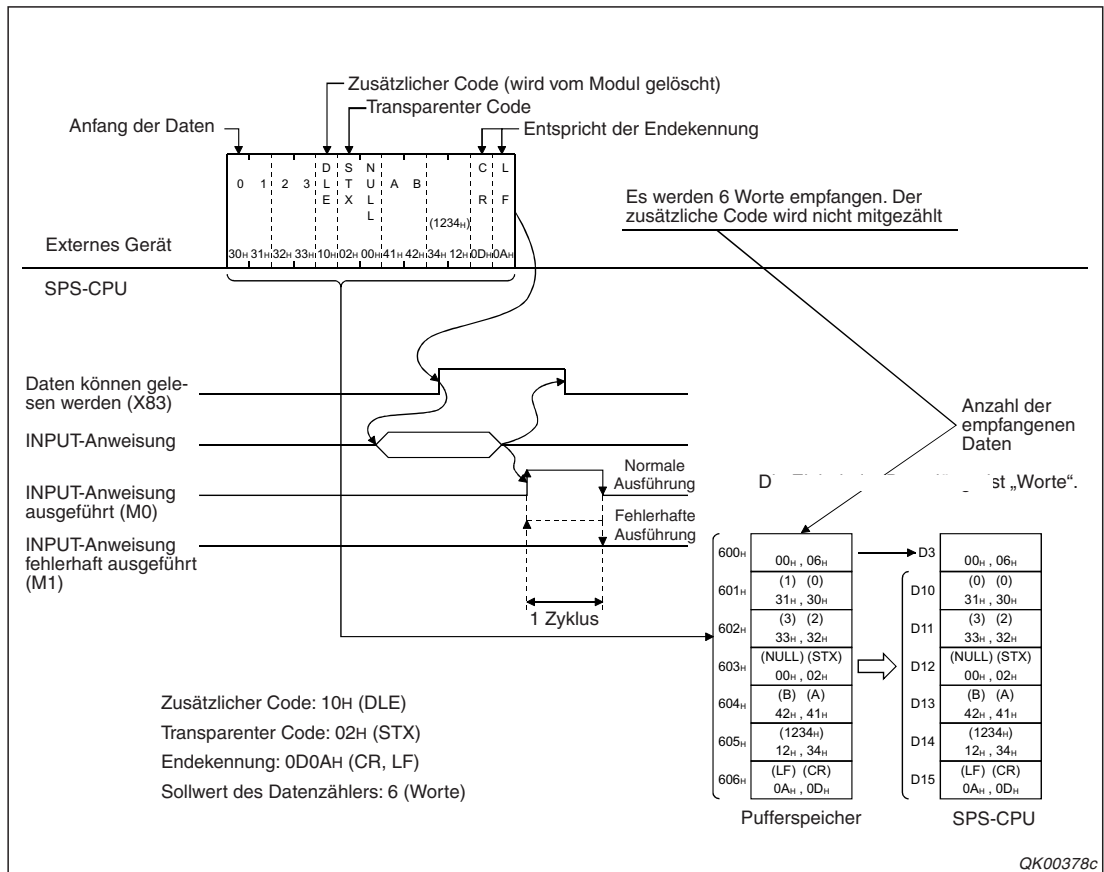 Zusätzlicher Code (wird vom Modul gelöscht)
Transparenter Code
Anfang der Daten
Entspricht der Endekennung
0 1 2 3 DLE STX NULL A B (1234H) CR LF
30H 31H 32H 33H 10H 02H 00H 41H 42H 34H 12H 0DH 0AH
Externes Gerät
SPS-CPU
Es werden 6 Worte empfangen. Der
zusätzliche Code wird nicht mitgezählt
Daten können gele-
sen werden (X83)
INPUT-Anweisung
INPUT-Anweisung
ausgeführt (M0)
INPUT-Anweisung
fehlerhaft ausgeführt
(M1)
Normale
Ausführung
Fehlerhafte
Ausführung
1 Zyklus
Anzahl der
empfangenen
Daten
„Worte“.
600H 00H , 06H D3 00H , 06H
601H (1) (0) D10 (0) (0)
31H , 30H 31H , 30H
602H (3) (2) D11 (3) (2)
33H , 32H 33H , 32H
603H (NULL) (STX) D12 (NULL) (STX)
00H , 02H 00H , 02H
604H (B) (A) D13 (B) (A)
42H , 41H 42H , 41H
605H (1234H) D14 (1234H)
12H , 34H 12H , 34H
606H (LF) (CR) D15 (LF) (CR)
0AH , 0DH 0AH , 0DH
Pufferspeicher SPS-CPU
Zusätzlicher Code: 10H (DLE)
Transparenter Code: 02H (STX)
Endekennung: 0D0AH (CR, LF)
Sollwert des Datenzählers: 6 (Worte)
QK00378c